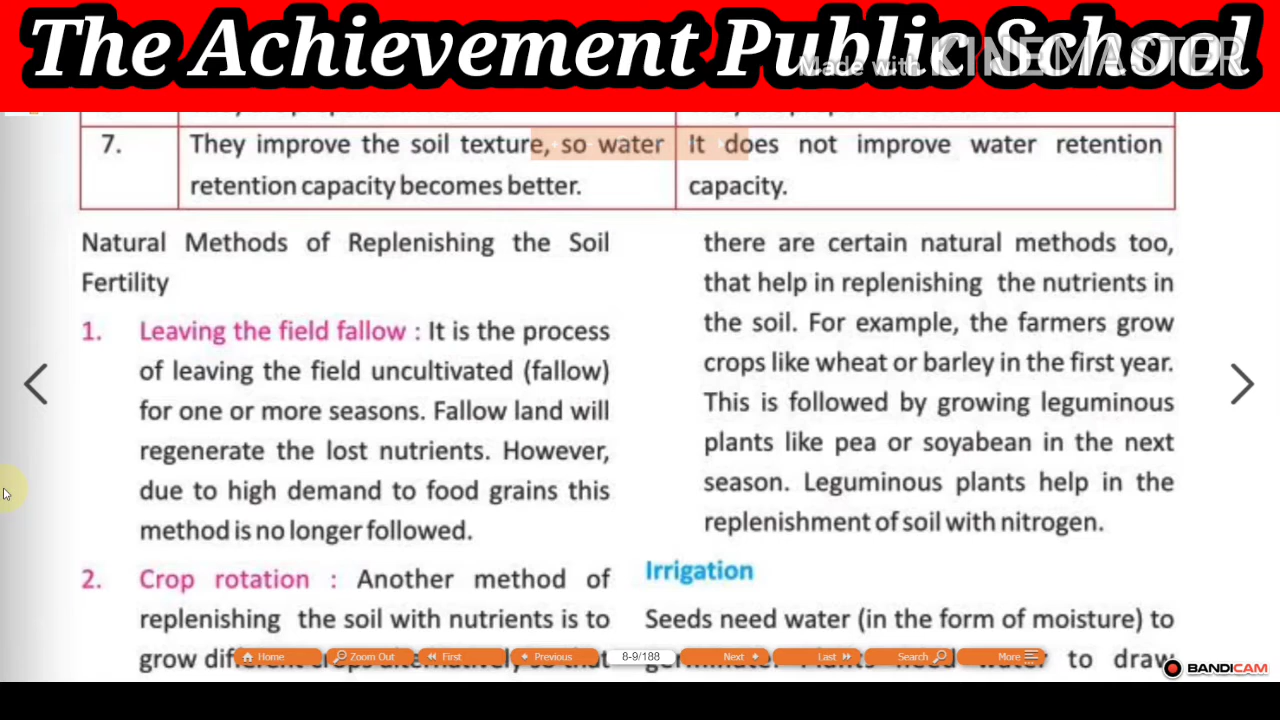 The Achievement Public School
Made with KINEMASTER
7. They improve the soil texture, so water
retention capacity becomes better.
It does not improve water retention
capacity.
Natural Methods of Replenishing the Soil
Fertility
1. Leaving the field fallow : It is the process
of leaving the field uncultivated (fallow)
for one or more seasons. Fallow land will
regenerate the lost nutrients. However,
due to high demand to food grains this
method is no longer followed.
2. Crop rotation : Another method of
replenishing the soil with nutrients is to
grow
there are certain natural methods too,
that help in replenishing the nutrients in
the soil. For example, the farmers grow
crops like wheat or barley in the first year.
This is followed by growing leguminous
plants like pea or soyabean in the next
season. Leguminous plants help in the
replenishment of soil with nitrogen.
Irrigation
Seeds need water (in the form of moisture) to
to draw
Home Zoom Out First Previous 8-9/188 Next Last Search More
BANDICAM